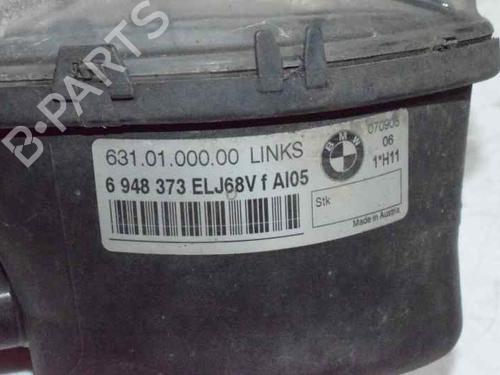 B-PARTS
631.01.000.00 LINKS
6 948 373 ELJ68V f AI05
BMW
070905
06
1*H11
Stk
Made in Austria